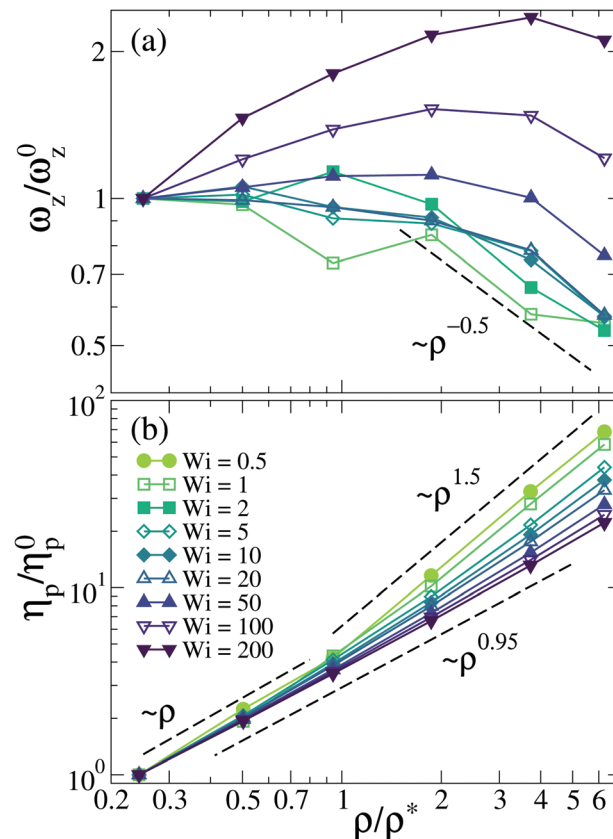 (a)
2
1
0.7
0.5
ω_z/ω_z^0
~ρ^−0.5
(b)
10^2
10^1
10^0
η_p/η_p^0
Wi = 0.5
Wi = 1
Wi = 2
Wi = 5
Wi = 10
Wi = 20
Wi = 50
Wi = 100
Wi = 200
~ρ^1.5
~ρ^0.95
~ρ
0.2 0.3 0.5 0.7 1 2 3 4 5 6
ρ/ρ^*